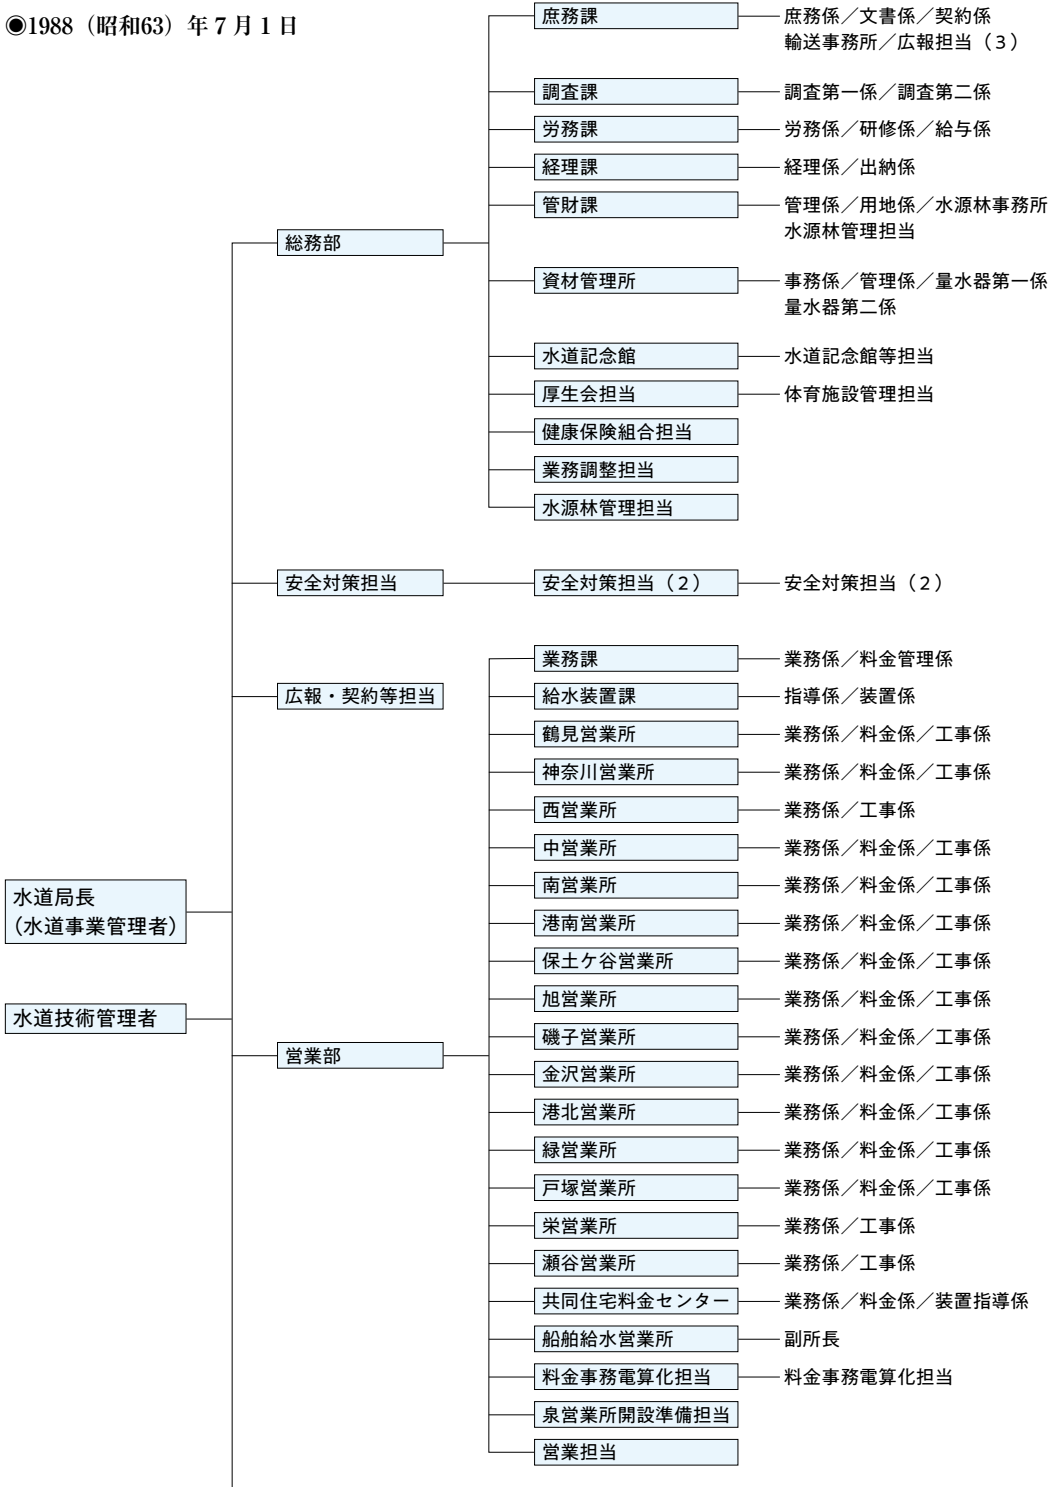 ◉1988（昭和63）年７月１日
水道局長
（水道事業管理者）
水道技術管理者
総務部
庶務課
庶務係／文書係／契約係
輸送事務所／広報担当（３）
調査課
調査第一係／調査第二係
労務課
労務係／研修係／給与係
経理課
経理係／出納係
管財課
管理係／用地係／水源林事務所
水源林管理担当
資材管理所
事務係／管理係／量水器第一係
量水器第二係
水道記念館
水道記念館等担当
厚生会担当
体育施設管理担当
健康保険組合担当
業務調整担当
水源林管理担当
安全対策担当
安全対策担当（２）
安全対策担当（２）
広報・契約等担当
営業部
業務課
業務係／料金管理係
給水装置課
指導係／装置係
鶴見営業所
業務係／料金係／工事係
神奈川営業所
業務係／料金係／工事係
西営業所
業務係／工事係
中営業所
業務係／料金係／工事係
南営業所
業務係／料金係／工事係
港南営業所
業務係／料金係／工事係
保土ケ谷営業所
業務係／料金係／工事係
旭営業所
業務係／料金係／工事係
磯子営業所
業務係／料金係／工事係
金沢営業所
業務係／料金係／工事係
港北営業所
業務係／料金係／工事係
緑営業所
業務係／料金係／工事係
戸塚営業所
業務係／料金係／工事係
栄営業所
業務係／工事係
瀬谷営業所
業務係／工事係
共同住宅料金センター
業務係／料金係／装置指導係
船舶給水営業所
副所長
料金事務電算化担当
料金事務電算化担当
泉営業所開設準備担当
営業担当